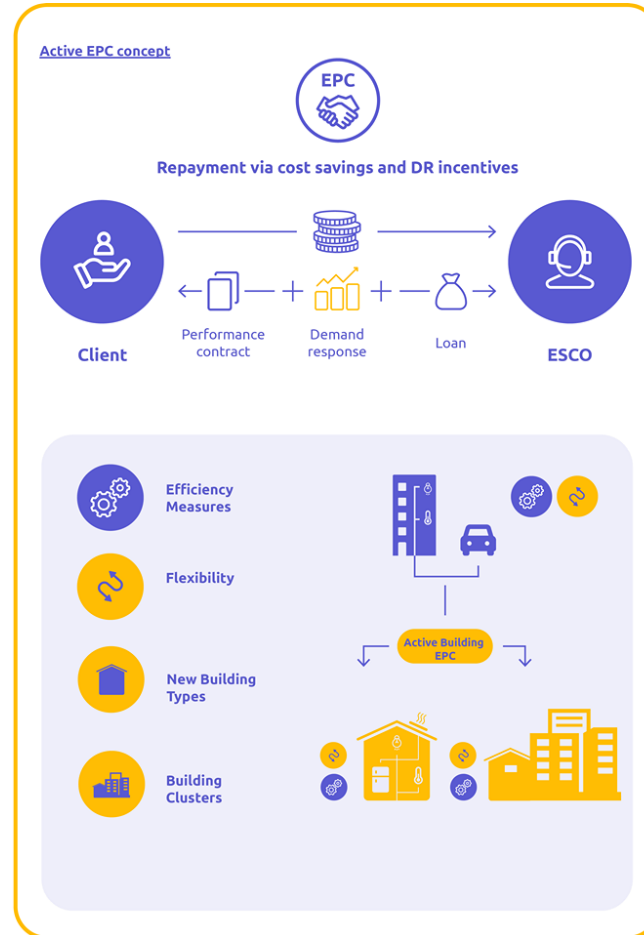 Active EPC concept
EPC
Repayment via cost savings and DR incentives
Performance
contract
Demand
response
Loan
Client
ESCO
Efficiency
Measures
Flexibility
New Building
Types
Building
Clusters
Active Building
EPC